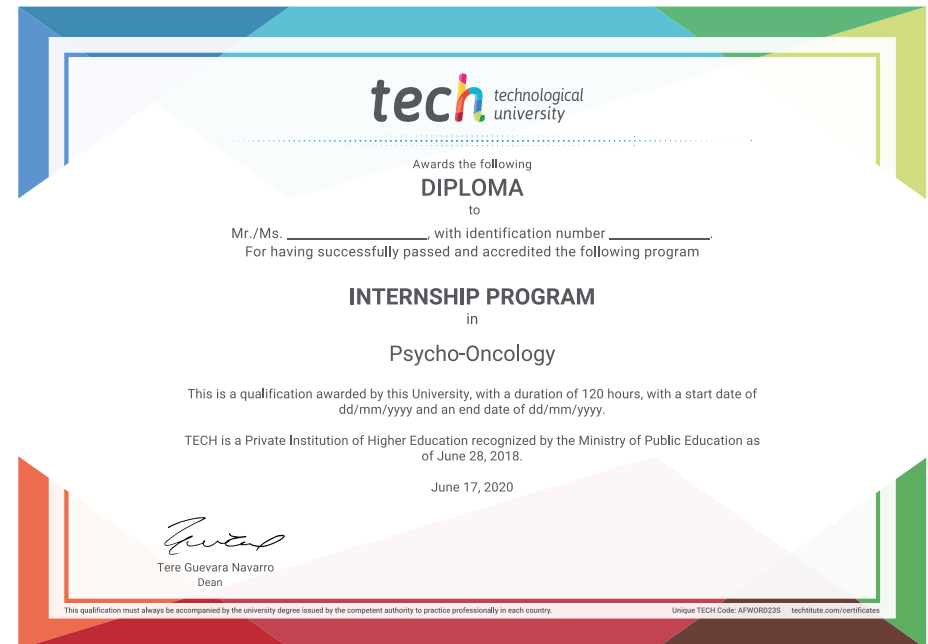 tech technological
university
Awards the following
DIPLOMA
to
Mr./Ms. ____________________, with identification number ______________.
For having successfully passed and accredited the following program
INTERNSHIP PROGRAM
in
Psycho-Oncology
This is a qualification awarded by this University, with a duration of 120 hours, with a start date of
dd/mm/yyyy and an end date of dd/mm/yyyy.
TECH is a Private Institution of Higher Education recognized by the Ministry of Public Education as
of June 28, 2018.
June 17, 2020
Tere Guevara Navarro
Dean
This qualification must always be accompanied by the university degree issued by the competent authority to practice professionally in each country. Unique TECH Code: AFWORD23S techtitute.com/certificates